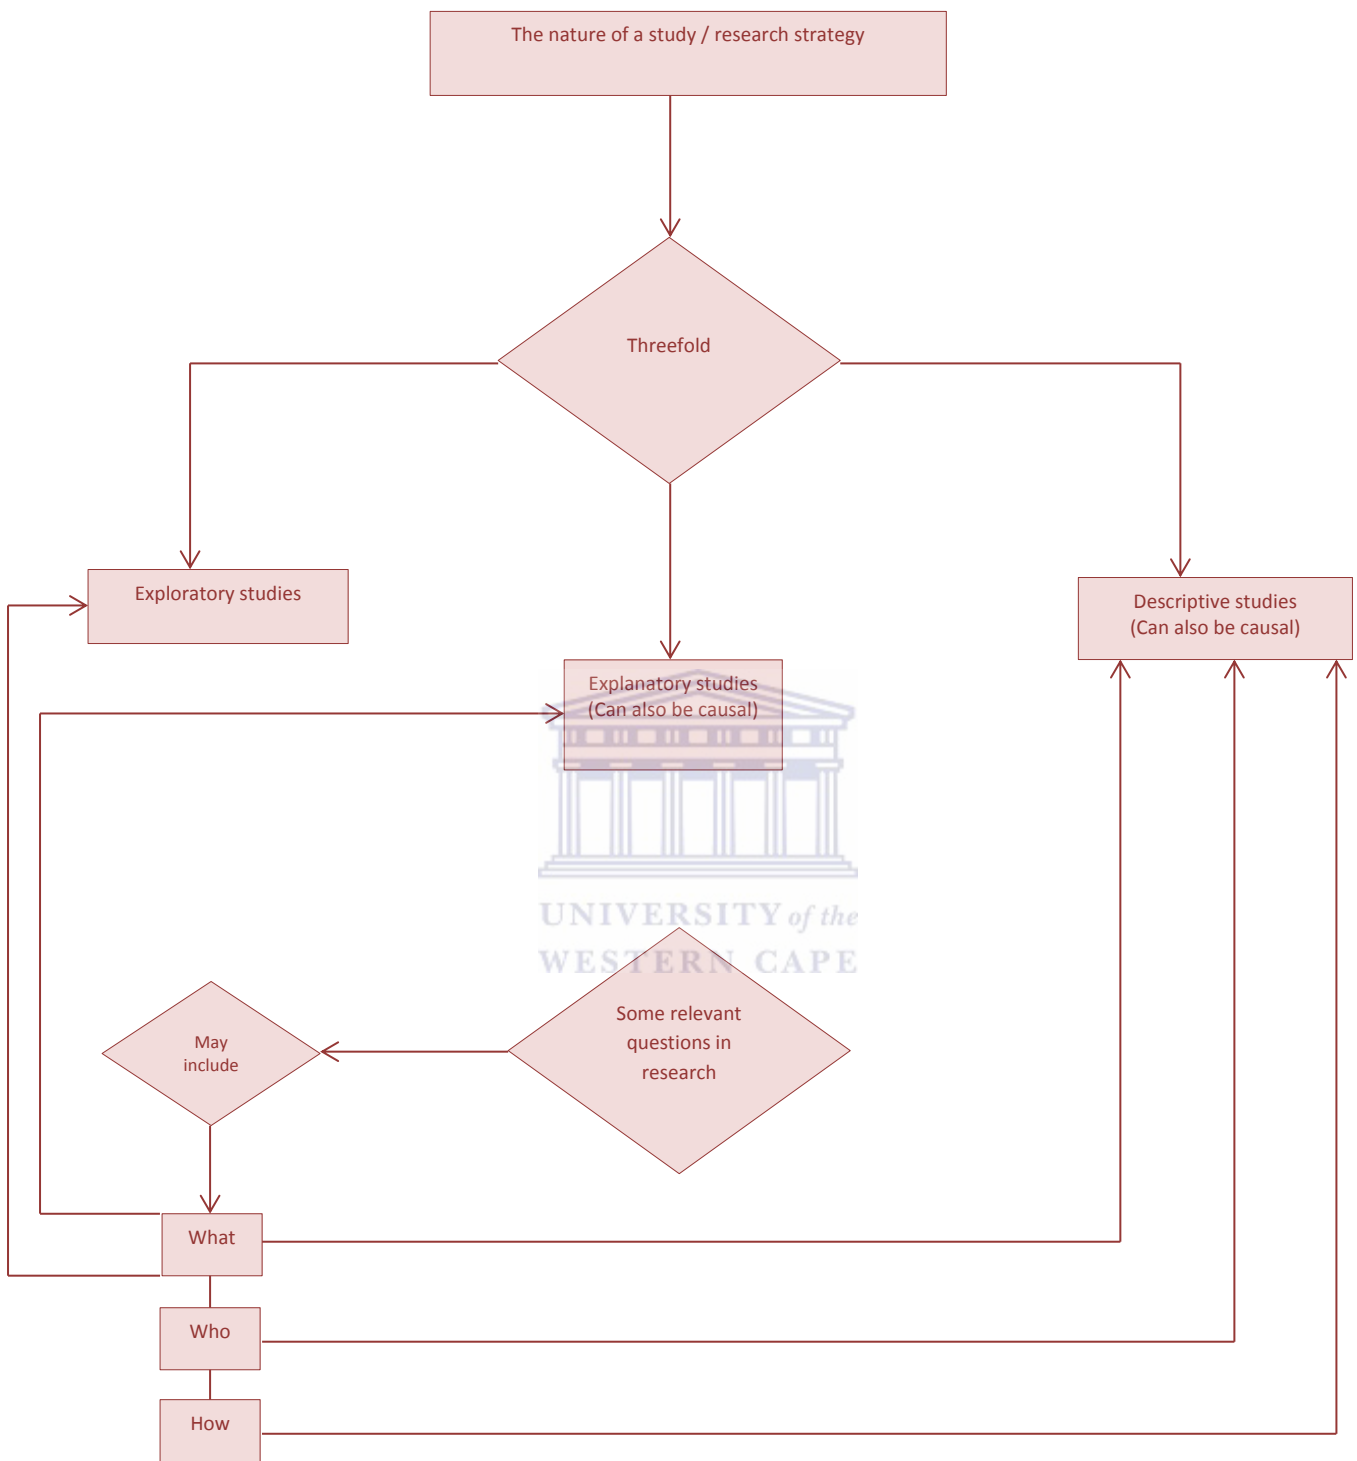 The nature of a study / research strategy
Threefold
Exploratory studies
Descriptive studies
(Can also be causal)
Explanatory studies
(Can also be causal)
UNIVERSITY of the
WESTERN CAPE
Some relevant
questions in
research
May
include
What
Who
How